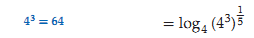 4³ = 64
= log₄ (4³)^(1/5)